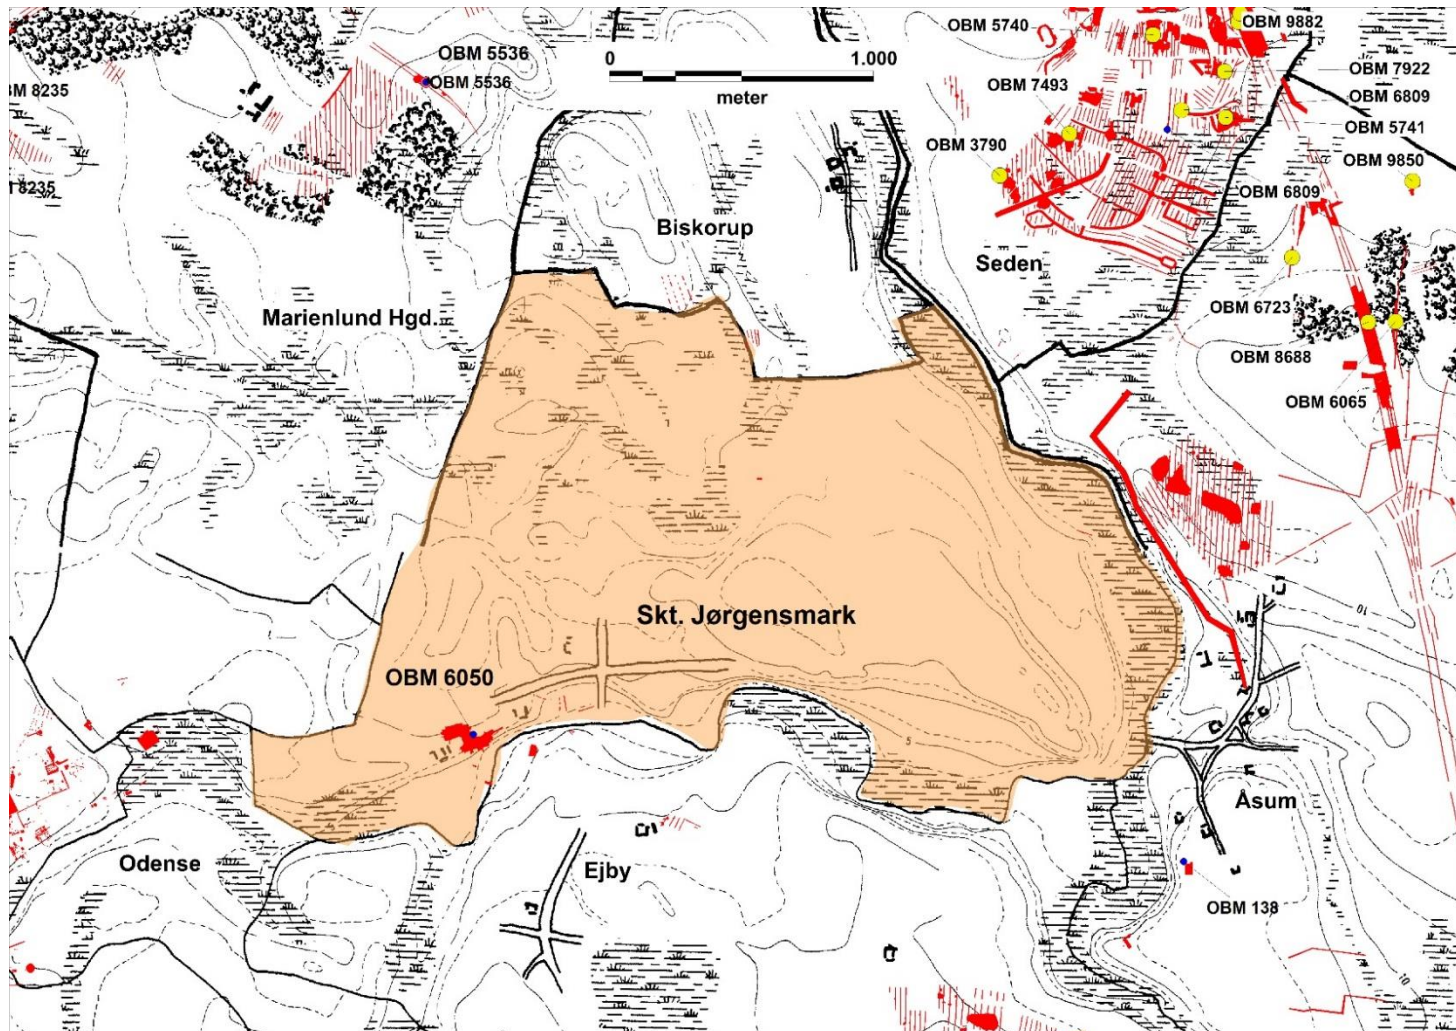 OBM 5740
OBM 9882
OBM 5536
0
1.000
OBM 5536
OBM 7922
OBM 8235
meter
OBM 7493
OBM 6809
OBM 5741
OBM 3790
OBM 9850
8235
OBM 6809
Biskorup
Seden
Marienlund Hgd.
OBM 6723
OBM 8688
OBM 6065
10
Skt. Jørgensmark
OBM 6050
5
Åsum
Odense
Ejby
OBM 138
10